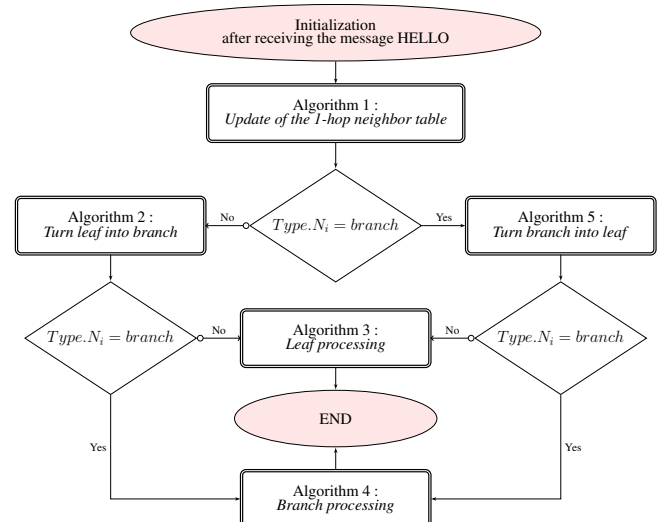 Initialization
after receiving the message HELLO
Algorithm 1 :
Update of the 1-hop neighbor table
Algorithm 2 :
Turn leaf into branch
No
Type.N_i = branch
Yes
Algorithm 5 :
Turn branch into leaf
Type.N_i = branch
No
Algorithm 3 :
Leaf processing
No
Type.N_i = branch
END
Yes
Yes
Algorithm 4 :
Branch processing